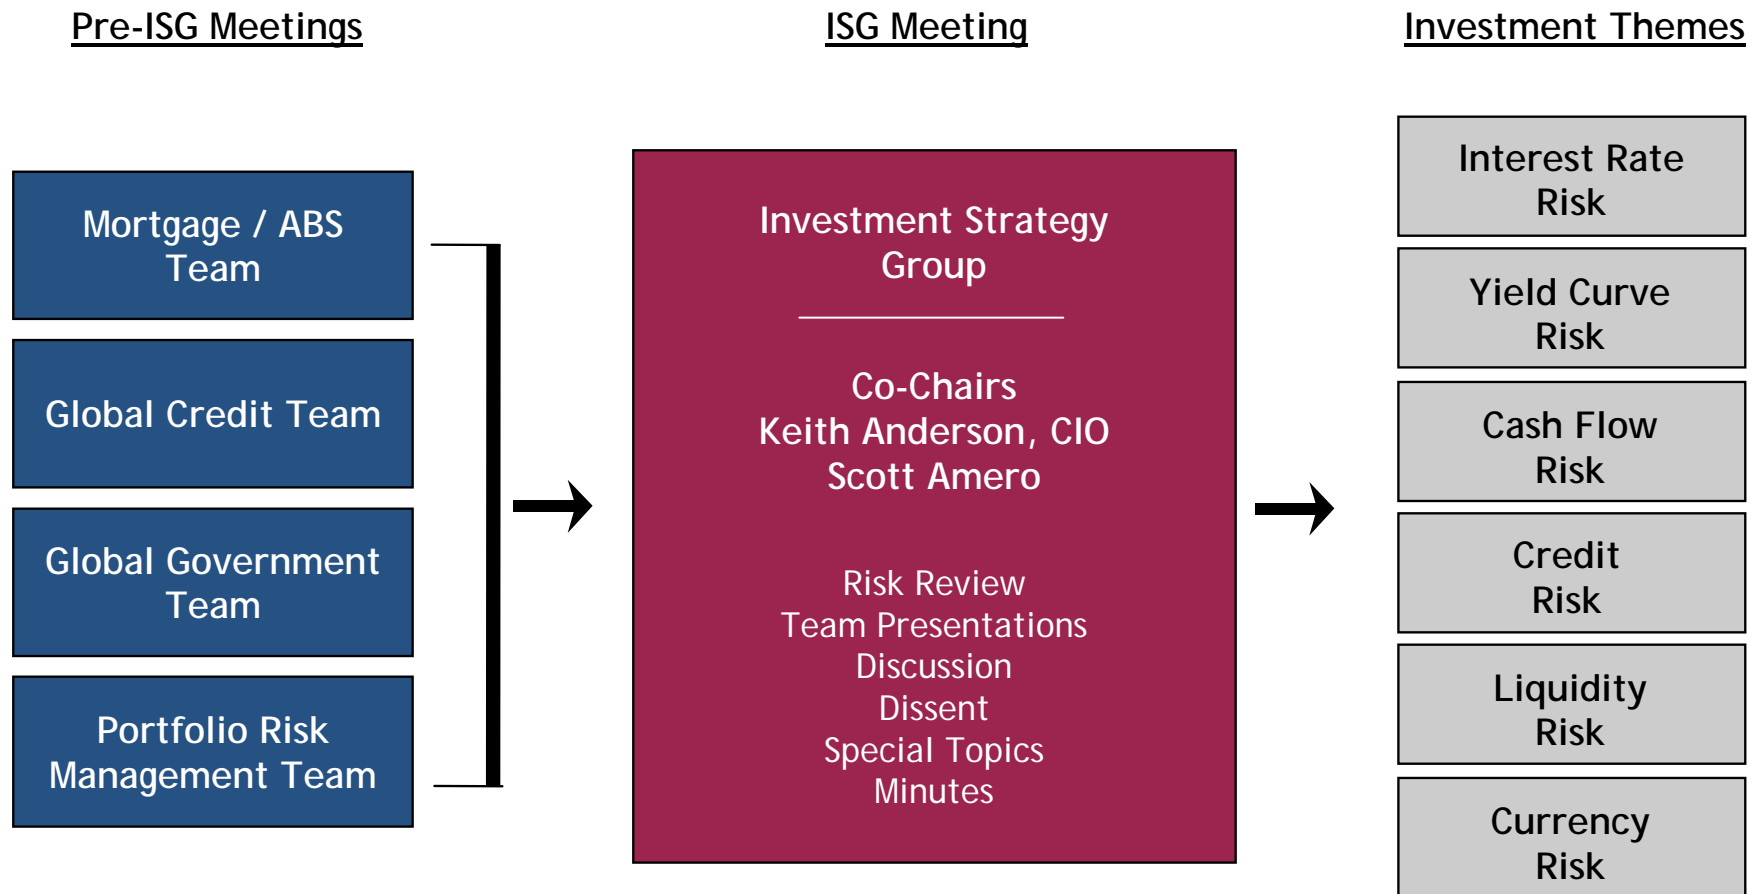 Pre-ISG Meetings
ISG Meeting
Investment Themes
Mortgage / ABS
Team
Global Credit Team
Global Government
Team
Portfolio Risk
Management Team
Investment Strategy
Group
Co-Chairs
Keith Anderson, CIO
Scott Amero
Risk Review
Team Presentations
Discussion
Dissent
Special Topics
Minutes
Interest Rate
Risk
Yield Curve
Risk
Cash Flow
Risk
Credit
Risk
Liquidity
Risk
Currency
Risk